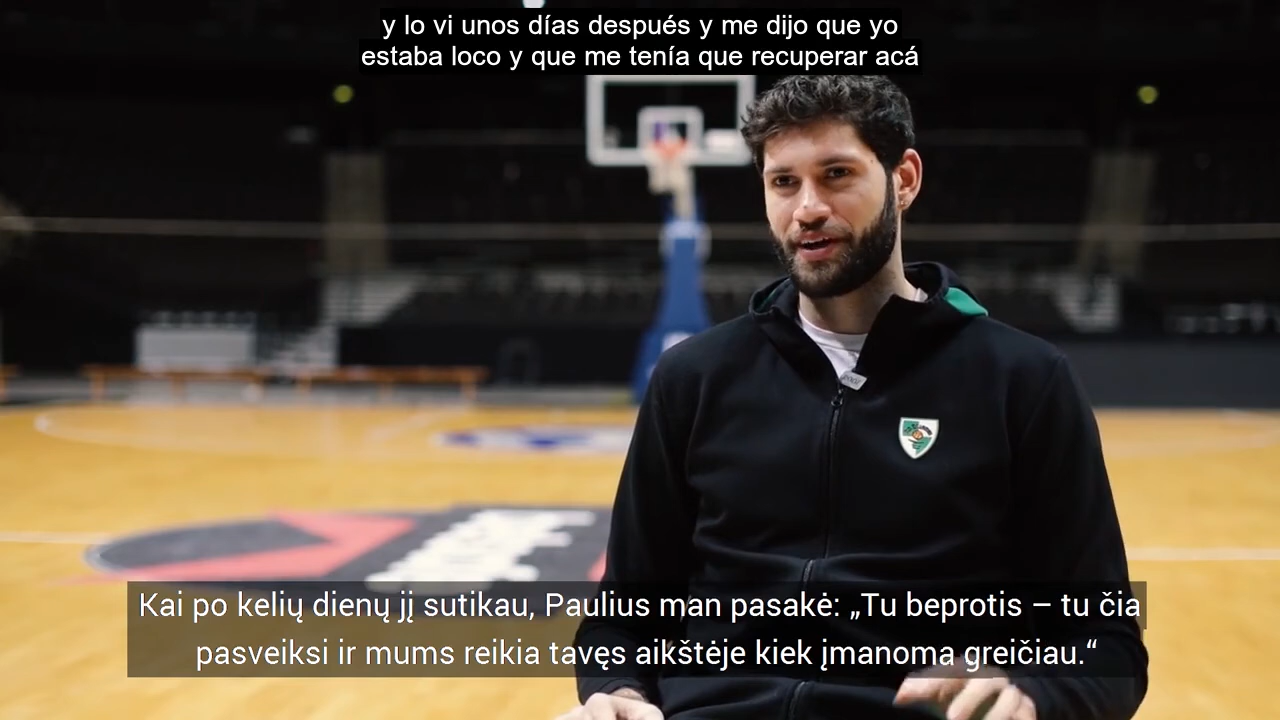 y lo vi unos días después y me dijo que yo
estaba loco y que me tenía que recuperar acá
Kai po kelių dienų jį sutikau, Paulius man pasakė: „Tu beprotis – tu čia
pasveiksi ir mums reikia tavęs aikštėje kiek įmanoma greičiau.“